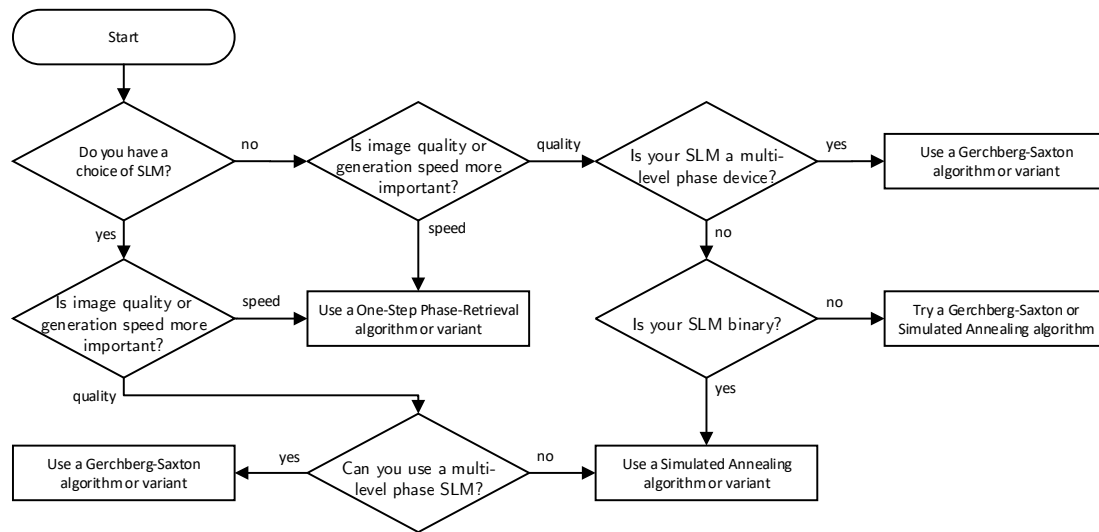 Start
Do you have a
choice of SLM?
no
Is image quality or
generation speed more
important?
quality
Is your SLM a multi-
level phase device?
yes
Use a Gerchberg-Saxton
algorithm or variant
yes
speed
no
Is image quality or
generation speed more
important?
speed
Use a One-Step Phase-Retrieval
algorithm or variant
Is your SLM binary?
no
Try a Gerchberg-Saxton or
Simulated Annealing algorithm
quality
yes
Use a Gerchberg-Saxton
algorithm or variant
yes
Can you use a multi-
level phase SLM?
no
Use a Simulated Annealing
algorithm or variant